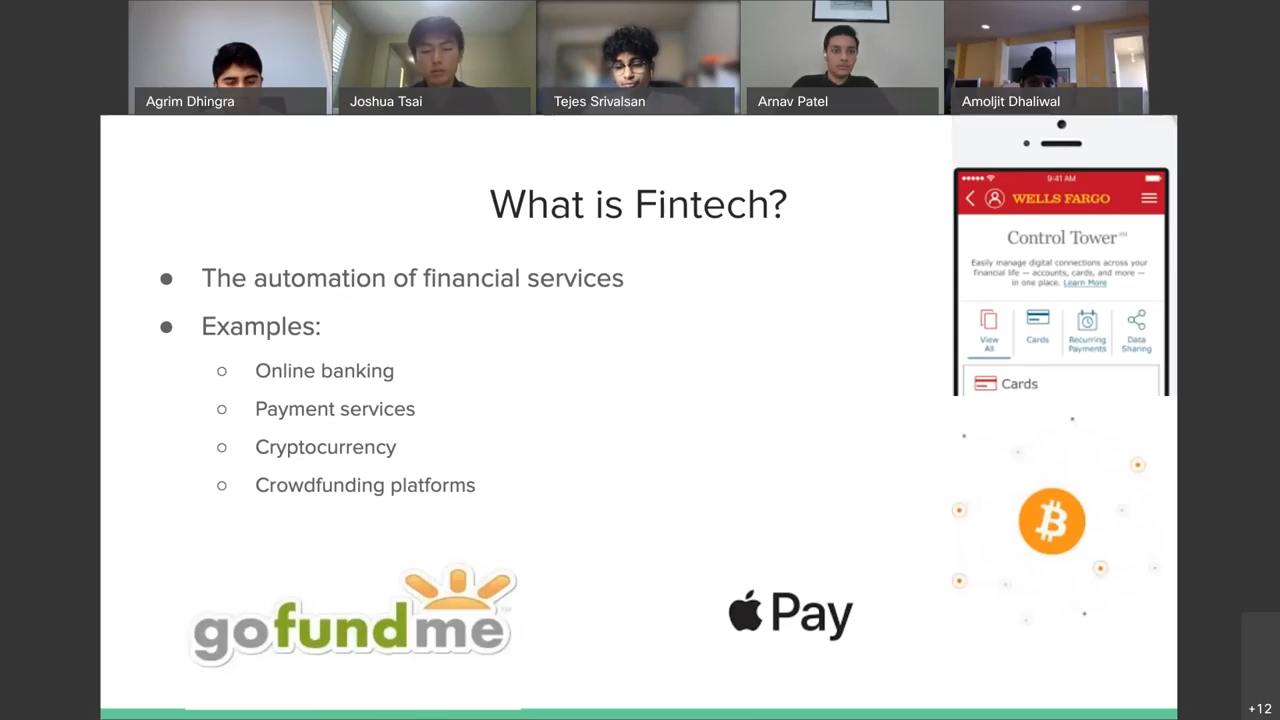 Agrim Dhingra
Joshua Tsai
Tejes Srivalsan
Arnav Patel
Amoljit Dhaliwal
What is Fintech?
● The automation of financial services
● Examples:
○ Online banking
○ Payment services
○ Cryptocurrency
○ Crowdfunding platforms
9:41 AM
WELLS FARGO
Control Tower℠
Easily manage digital connections across your
financial life — accounts, cards, and more —
in one place. Learn More
View
All
Cards
Recurring
Payments
Data
Sharing
Cards
gofundme™
Pay
+12